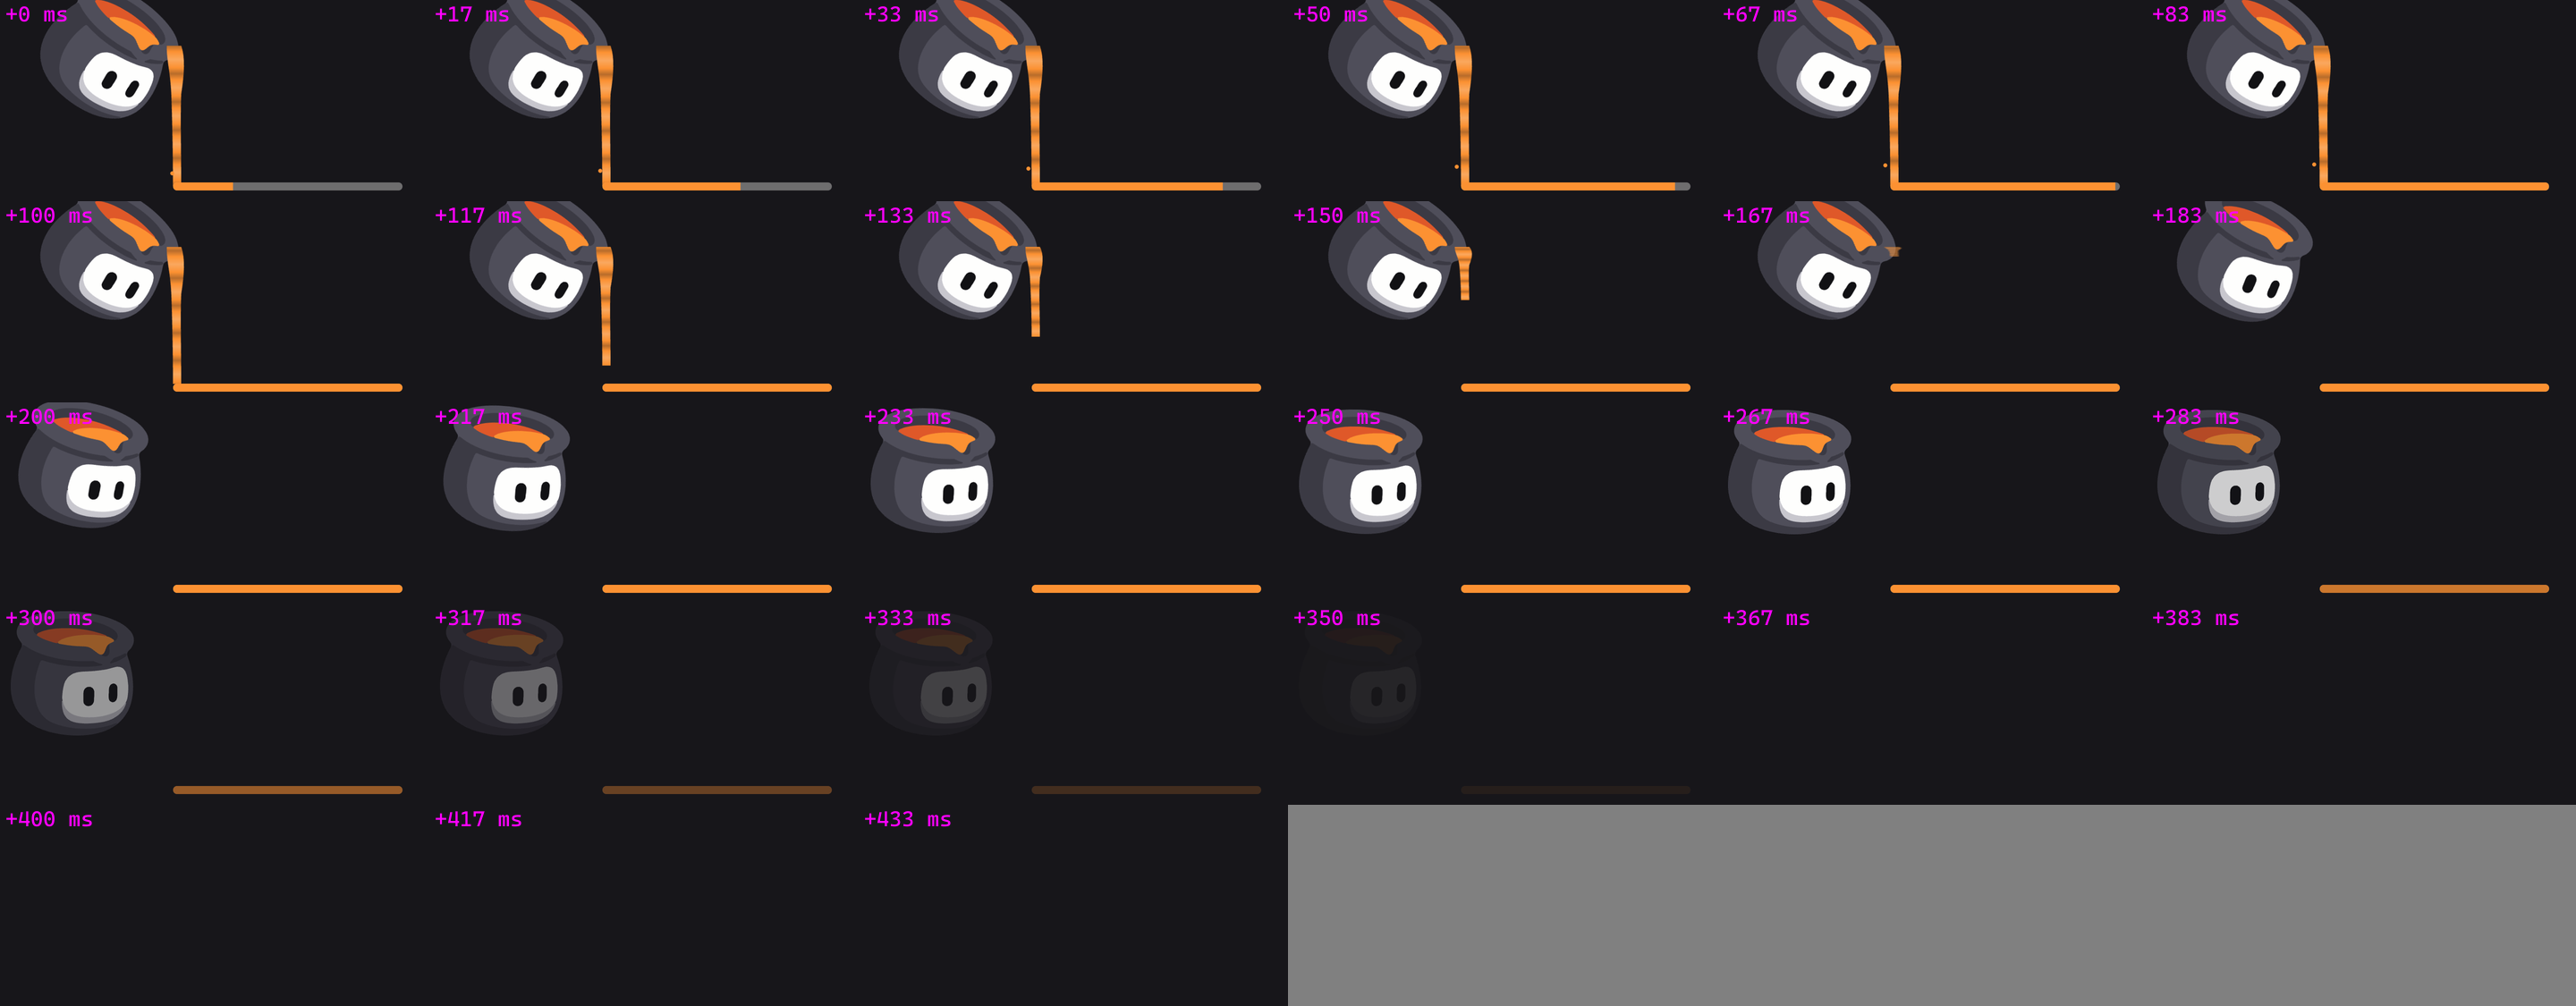 +0 ms +17 ms +33 ms +50 ms +67 ms +83 ms
+100 ms +117 ms +133 ms +150 ms +167 ms +183 ms
+200 ms +217 ms +233 ms +250 ms +267 ms +283 ms
+300 ms +317 ms +333 ms +350 ms +367 ms +383 ms
+400 ms +417 ms +433 ms